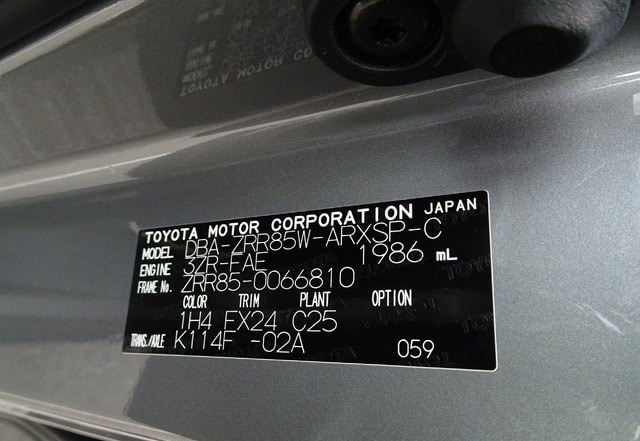 TOYOTA MOTOR CORPORATION JAPAN
MODEL DBA-ZRR85W-ARXSP-C
ENGINE 3ZR-FAE 1986 mL
FRAME No. ZRR85-0066810
COLOR TRIM PLANT OPTION
1H4 FX24 C25
TRANS./AXLE K114F -02A 059